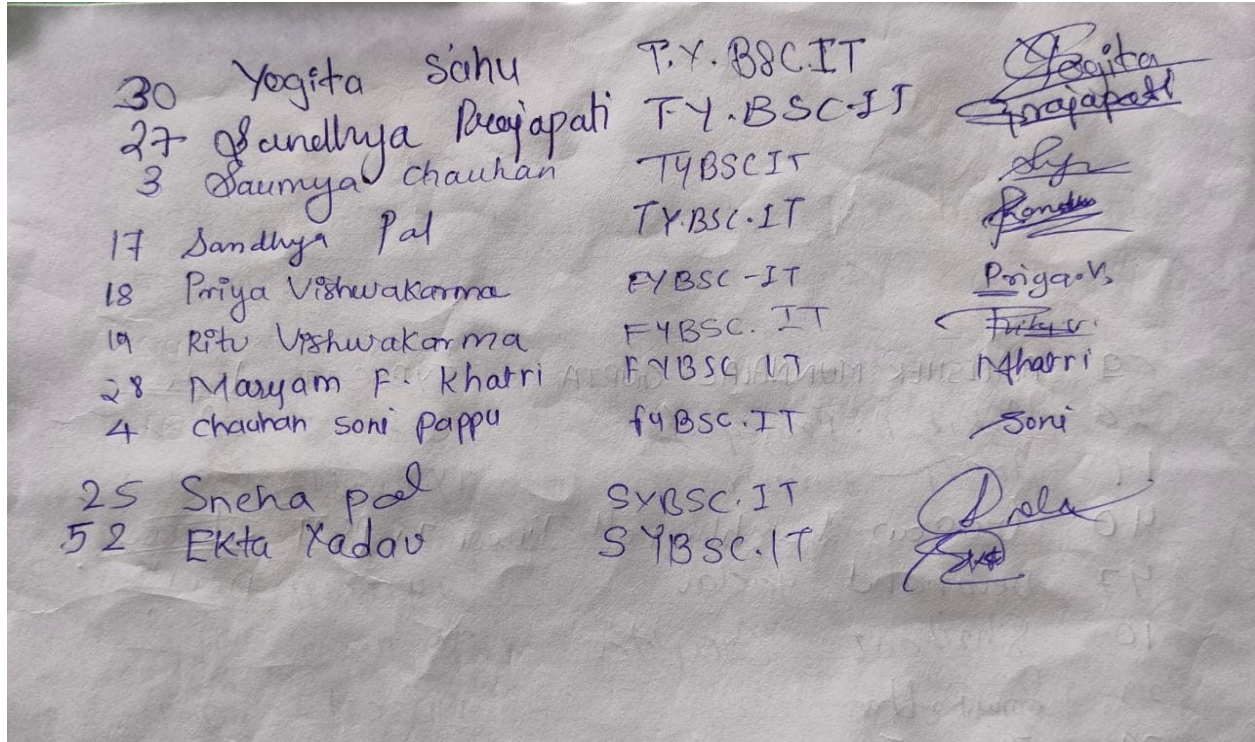 30 Yogita sahu T.Y.BSC.IT Yogita
27 Sandhya Prajapati T.Y.BSC-IT Prajapati
3 Saumya chauhan TYBSCIT
17 Sandhya Pal TY.BSC.IT
18 Priya Vishwakarma FYBSC-IT Priya.V.
19 Ritu Vishwakarma FYBSC.IT
28 Maryam F. khatri FYBSC IT Mhatri
4 chauhan soni pappu fyBSC.IT Soni
25 Sneha pal SYBSC.IT
52 Ekta Yadav SYBSC.IT